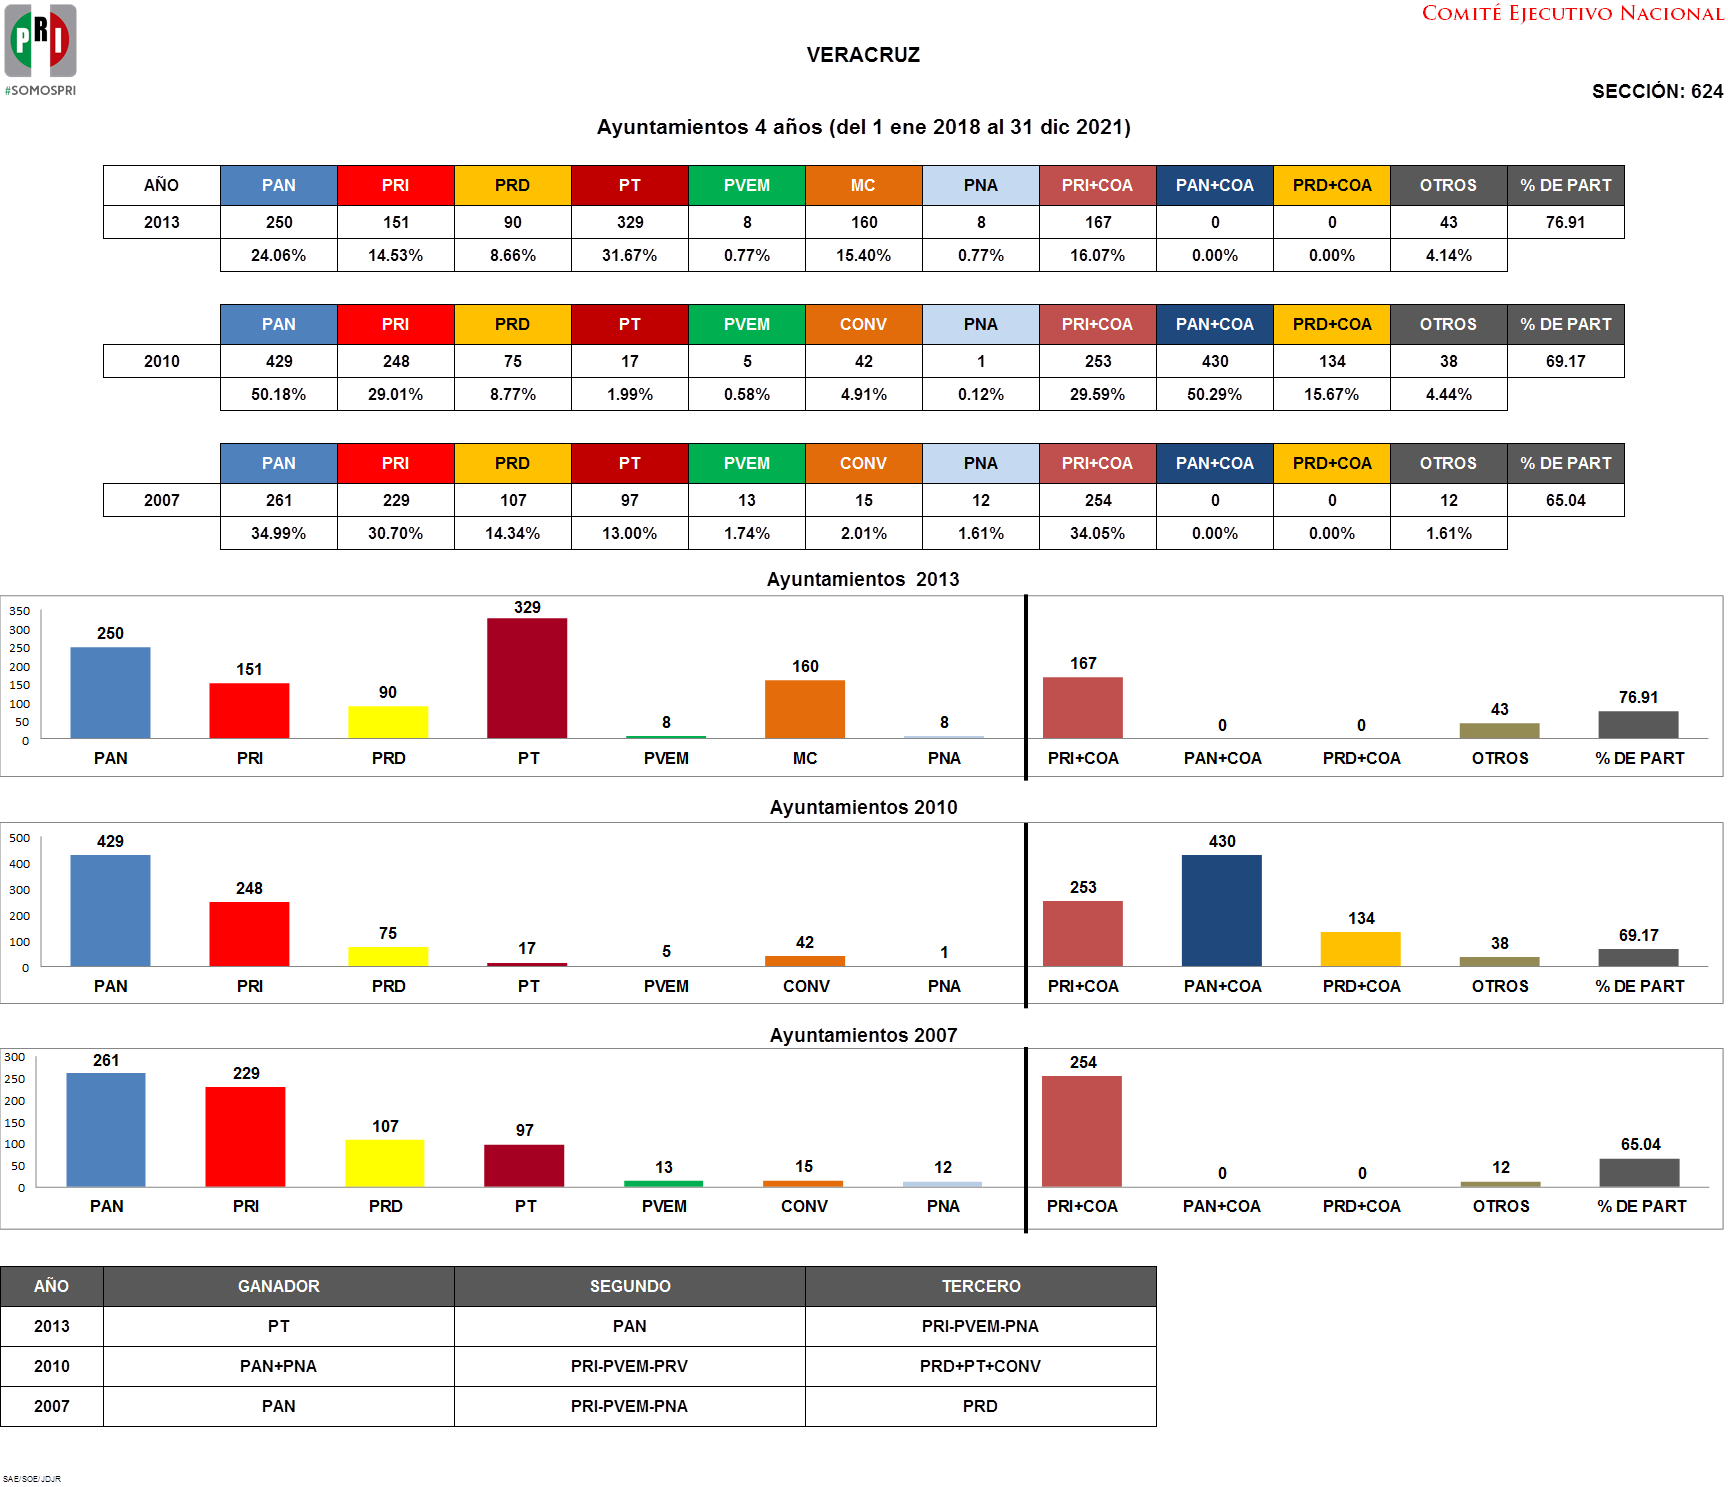 COMITÉ EJECUTIVO NACIONAL
PRI
#SOMOSPRI
VERACRUZ
SECCIÓN: 624
Ayuntamientos 4 años (del 1 ene 2018 al 31 dic 2021)
AÑO PAN PRI PRD PT PVEM MC PNA PRI+COA PAN+COA PRD+COA OTROS % DE PART
2013 250 151 90 329 8 160 8 167 0 0 43 76.91
24.06% 14.53% 8.66% 31.67% 0.77% 15.40% 0.77% 16.07% 0.00% 0.00% 4.14%
PAN PRI PRD PT PVEM CONV PNA PRI+COA PAN+COA PRD+COA OTROS % DE PART
2010 429 248 75 17 5 42 1 253 430 134 38 69.17
50.18% 29.01% 8.77% 1.99% 0.58% 4.91% 0.12% 29.59% 50.29% 15.67% 4.44%
PAN PRI PRD PT PVEM CONV PNA PRI+COA PAN+COA PRD+COA OTROS % DE PART
2007 261 229 107 97 13 15 12 254 0 0 12 65.04
34.99% 30.70% 14.34% 13.00% 1.74% 2.01% 1.61% 34.05% 0.00% 0.00% 1.61%
Ayuntamientos 2013
350
300
250
200
150
100
50
0
250 151 90 329 8 160 8 167 0 0 43 76.91
PAN PRI PRD PT PVEM MC PNA PRI+COA PAN+COA PRD+COA OTROS % DE PART
Ayuntamientos 2010
500
400
300
200
100
0
429 248 75 17 5 42 1 253 430 134 38 69.17
PAN PRI PRD PT PVEM CONV PNA PRI+COA PAN+COA PRD+COA OTROS % DE PART
Ayuntamientos 2007
300
250
200
150
100
50
0
261 229 107 97 13 15 12 254 0 0 12 65.04
PAN PRI PRD PT PVEM CONV PNA PRI+COA PAN+COA PRD+COA OTROS % DE PART
AÑO GANADOR SEGUNDO TERCERO
2013 PT PAN PRI-PVEM-PNA
2010 PAN+PNA PRI-PVEM-PRV PRD+PT+CONV
2007 PAN PRI-PVEM-PNA PRD
SAE/SOE/JDJR